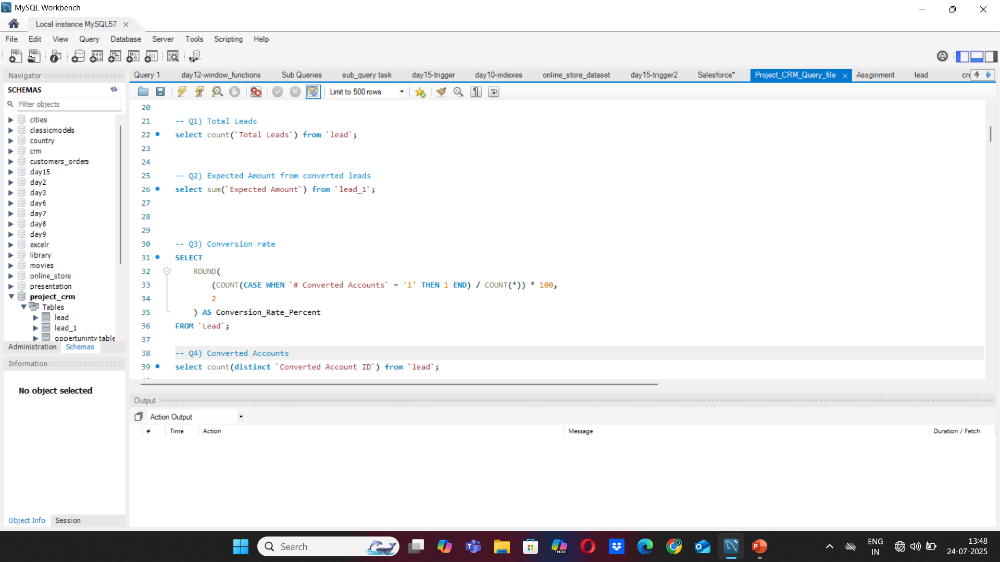 MySQL Workbench
Local instance MySQL57
File Edit View Query Database Server Tools Scripting Help
Navigator
SCHEMAS
Filter objects
cities
classicmodels
country
crm
customers_orders
day15
day2
day3
day6
day7
day8
day9
excelr
library
movies
online_store
presentation
project_crm
Tables
lead
lead_1
oppertuninty table
Administration Schemas
Information
No object selected
Object Info Session
Query 1 day12-window_functions Sub Queries sub_query task day15-trigger day10-indexes online_store_dataset day15-trigger2 Salesforce* Project_CRM_Query_file Assginment lead crr
Limit to 500 rows
20
21 -- Q1) Total Leads
22 select count(`Total Leads`) from `lead`;
23
24
25 -- Q2) Expected Amount from converted leads
26 select sum(`Expected Amount`) from `lead_1`;
27
28
29
30 -- Q3) Conversion rate
31 SELECT
32 ROUND(
33 (COUNT(CASE WHEN `# Converted Accounts` = '1' THEN 1 END) / COUNT(*)) * 100,
34 2
35 ) AS Conversion_Rate_Percent
36 FROM `Lead`;
37
38 -- Q4) Converted Accounts
39 select count(distinct `Converted Account ID`) from `lead`;
Output
Action Output
# Time Action Message Duration / Fetch
Search
M365
ENG
IN
13:48
24-07-2025